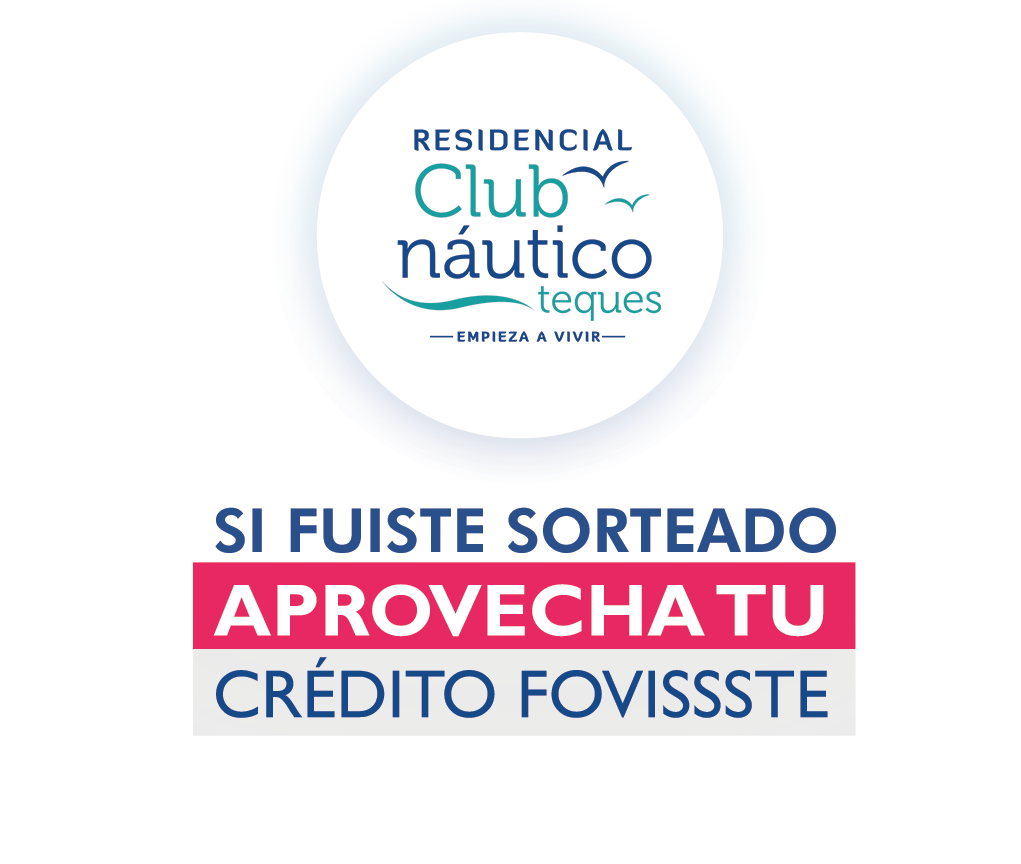 RESIDENCIAL
Club
náutico
teques
EMPIEZA A VIVIR
SI FUISTE SORTEADO
APROVECHA TU
CRÉDITO FOVISSSTE